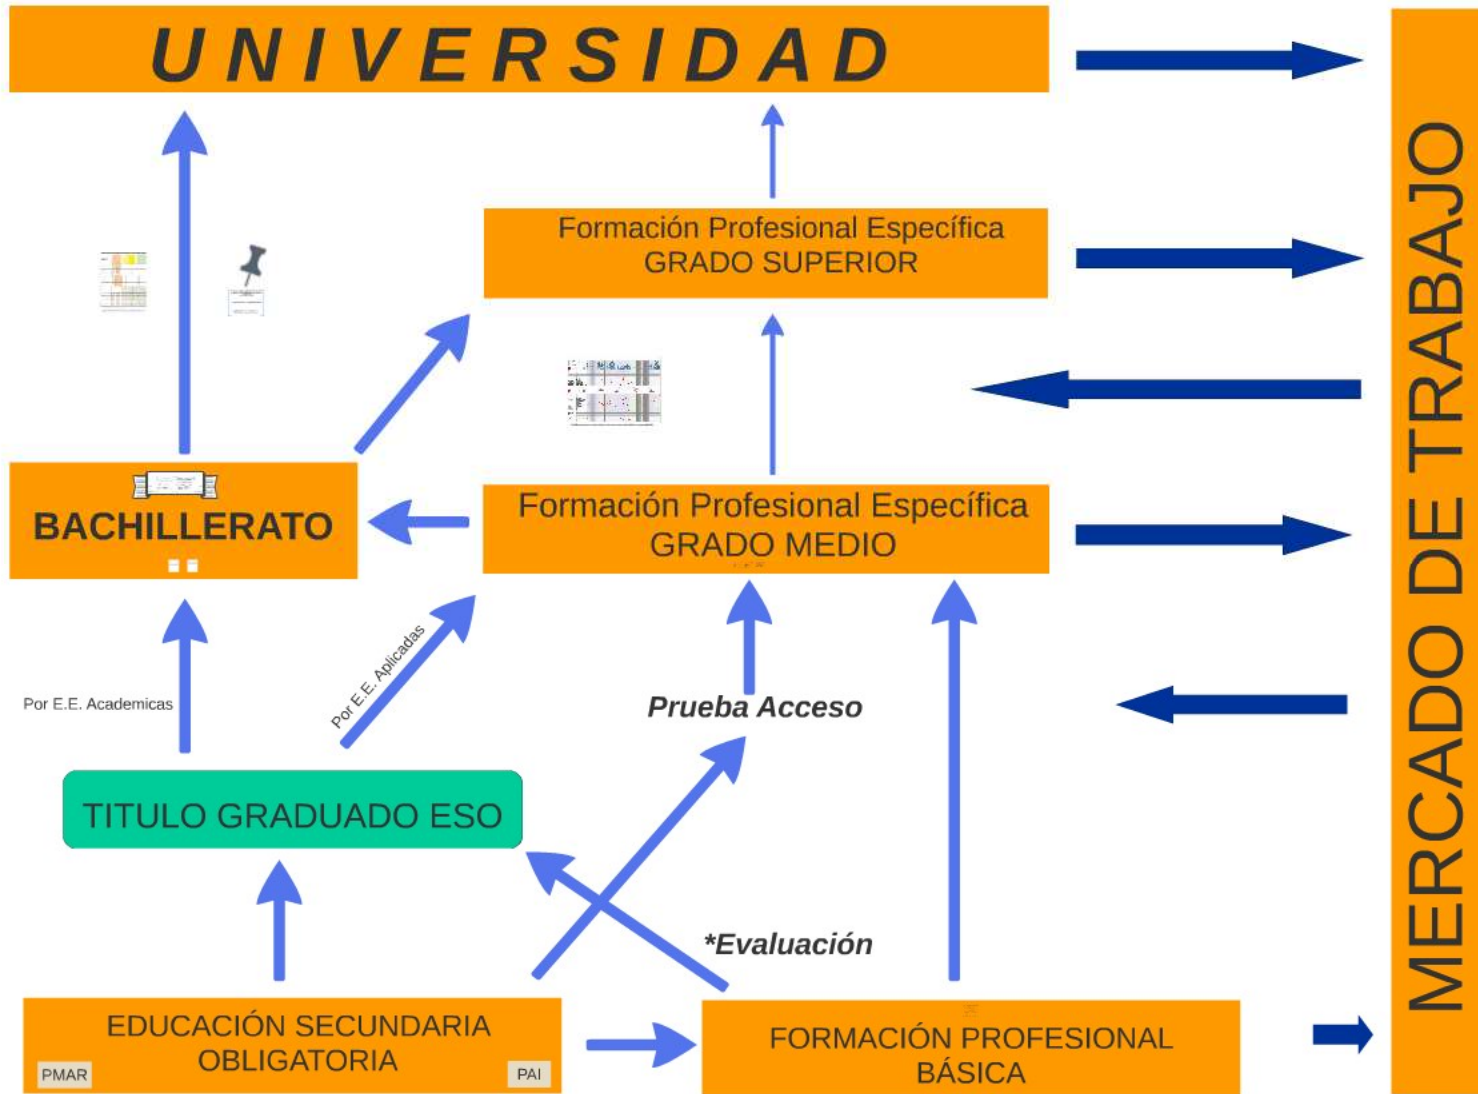 UNIVERSIDAD
Formación Profesional Específica
GRADO SUPERIOR
BACHILLERATO
Formación Profesional Específica
GRADO MEDIO
Por E.E. Academicas
Por E.E. Aplicadas
Prueba Acceso
TITULO GRADUADO ESO
*Evaluación
EDUCACIÓN SECUNDARIA
OBLIGATORIA
PMAR
PAI
FORMACIÓN PROFESIONAL
BÁSICA
MERCADO DE TRABAJO